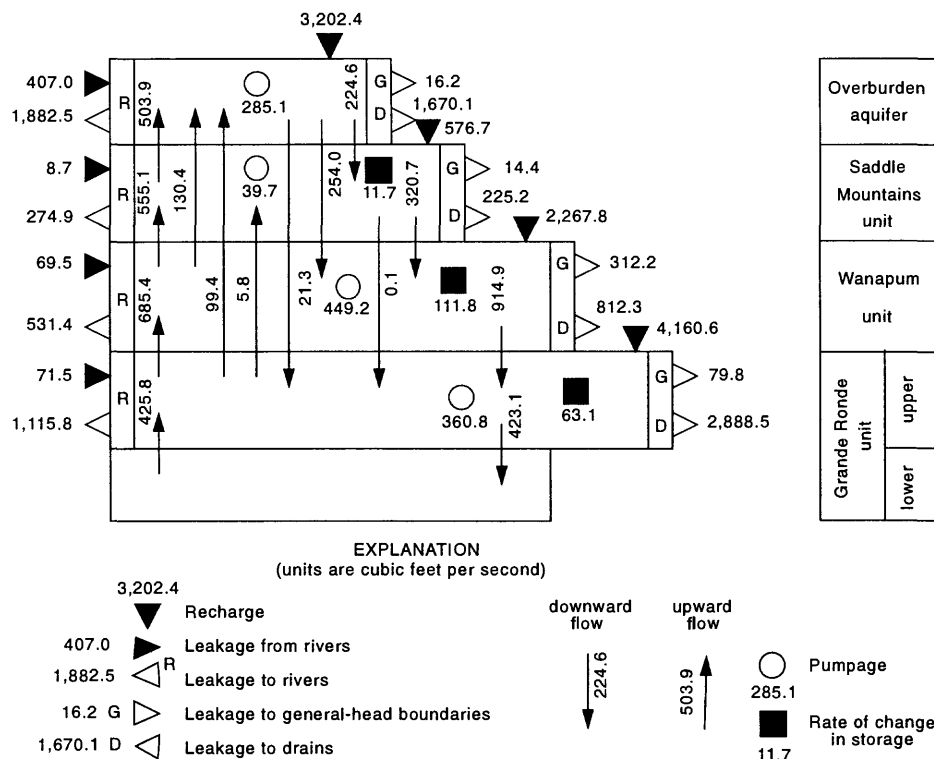 3,202.4
407.0
1,882.5
R
503.9
285.1
224.6
G
D
16.2
1,670.1
576.7
Overburden
aquifer
8.7
274.9
R
555.1
130.4
39.7
254.0
11.7
320.7
G
D
14.4
225.2
2,267.8
Saddle
Mountains
unit
69.5
531.4
R
685.4
99.4
5.8
21.3
449.2
0.1
111.8
914.9
G
D
312.2
812.3
4,160.6
Wanapum
unit
71.5
1,115.8
R
425.8
360.8
423.1
63.1
G
D
79.8
2,888.5
Grande Ronde
unit
upper
lower
EXPLANATION
(units are cubic feet per second)
3,202.4
Recharge
407.0
Leakage from rivers
1,882.5 R
Leakage to rivers
16.2 G
Leakage to general-head boundaries
1,670.1 D
Leakage to drains
downward
flow
224.6
upward
flow
503.9
Pumpage
285.1
Rate of change
in storage
11.7